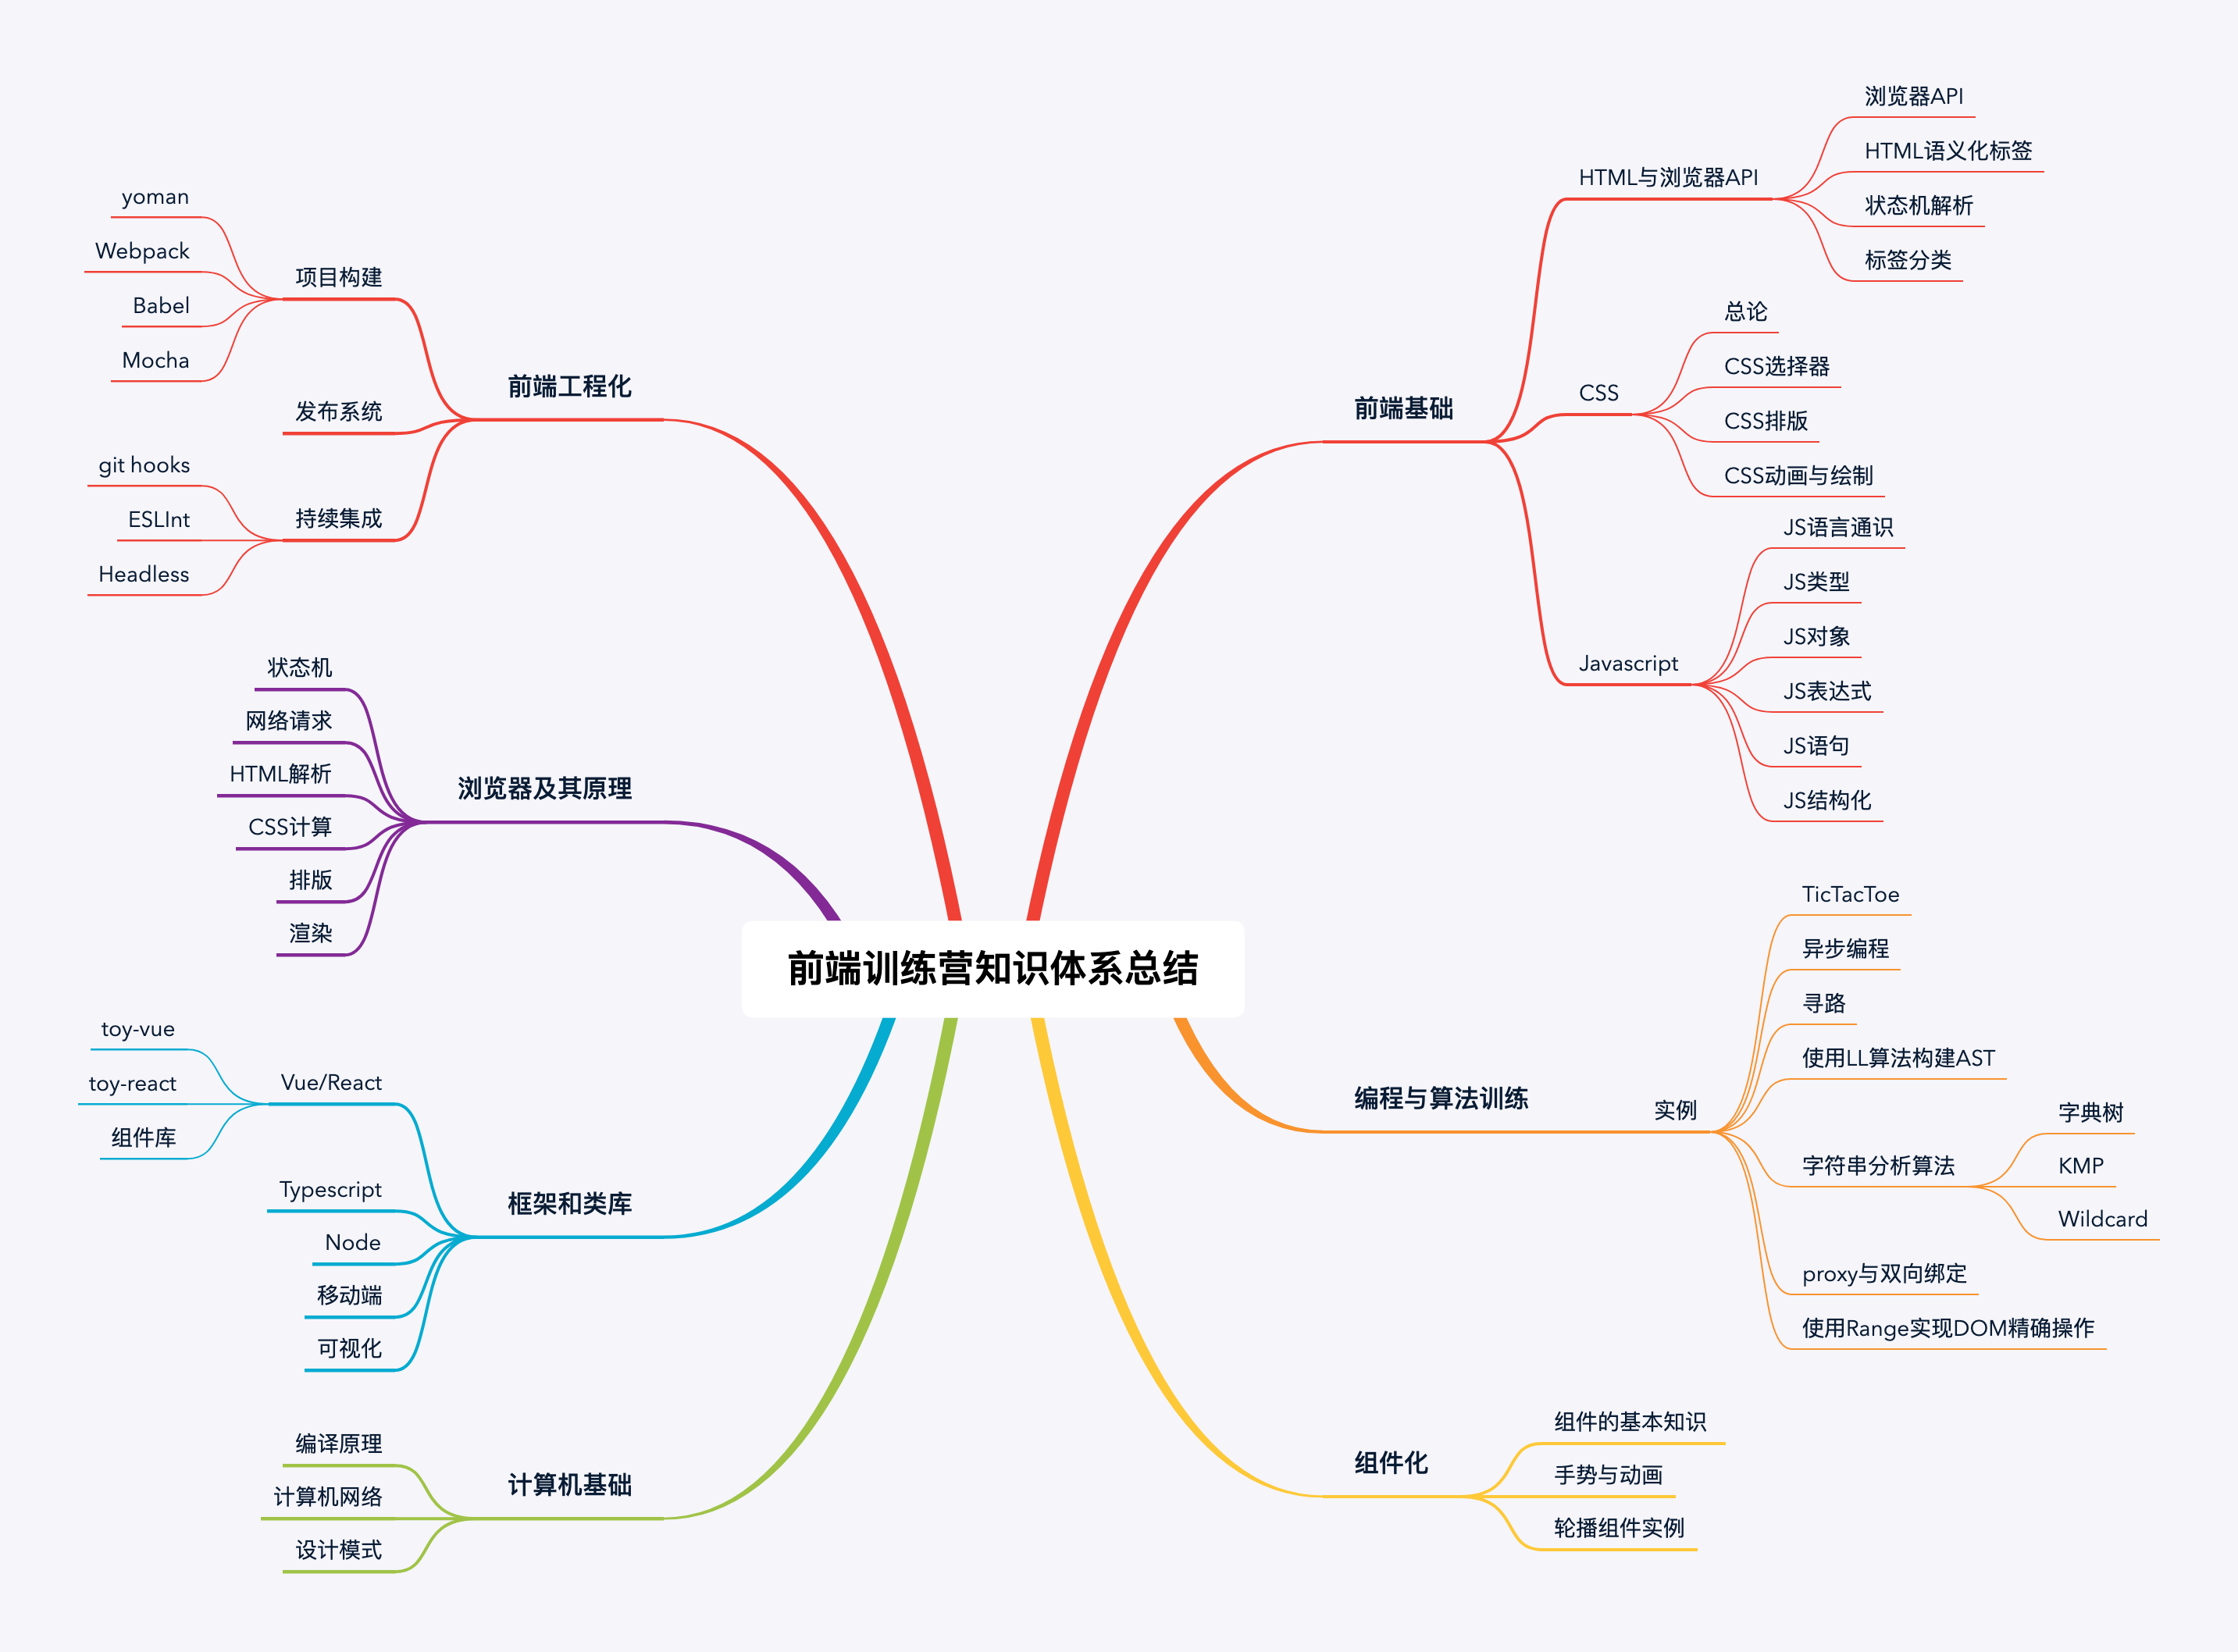 前端训练营知识体系总结
前端基础
HTML与浏览器API
浏览器API
HTML语义化标签
状态机解析
标签分类
CSS
总论
CSS选择器
CSS排版
CSS动画与绘制
Javascript
JS语言通识
JS类型
JS对象
JS表达式
JS语句
JS结构化
编程与算法训练
实例
TicTacToe
异步编程
寻路
使用LL算法构建AST
字符串分析算法
字典树
KMP
Wildcard
proxy与双向绑定
使用Range实现DOM精确操作
组件化
组件的基本知识
手势与动画
轮播组件实例
前端工程化
项目构建
yoman
Webpack
Babel
Mocha
发布系统
持续集成
git hooks
ESLInt
Headless
浏览器及其原理
状态机
网络请求
HTML解析
CSS计算
排版
渲染
框架和类库
Vue/React
toy-vue
toy-react
组件库
Typescript
Node
移动端
可视化
计算机基础
编译原理
计算机网络
设计模式